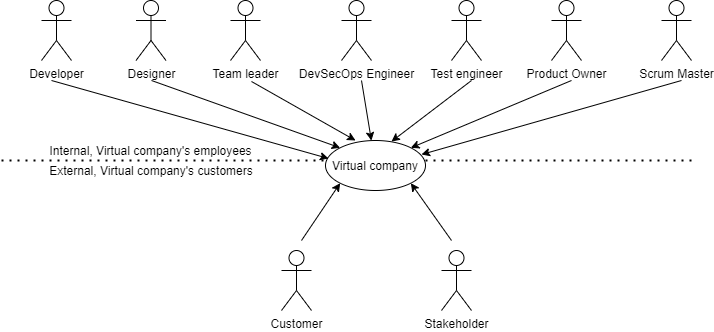 Developer
Designer
Team leader
DevSecOps Engineer
Test engineer
Product Owner
Scrum Master
Internal, Virtual company's employees
Virtual company
External, Virtual company's customers
Customer
Stakeholder